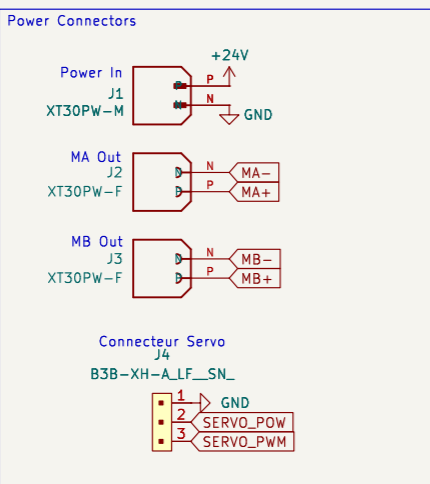 Power Connectors
+24V
Power In
P
J1
N
XT30PW-M
GND
MA Out
J2
N
MA-
XT30PW-F
P
MA+
MB Out
J3
N
MB-
XT30PW-F
P
MB+
Connecteur Servo
J4
B3B-XH-A_LF__SN_
1
GND
2
SERVO_POW
3
SERVO_PWM